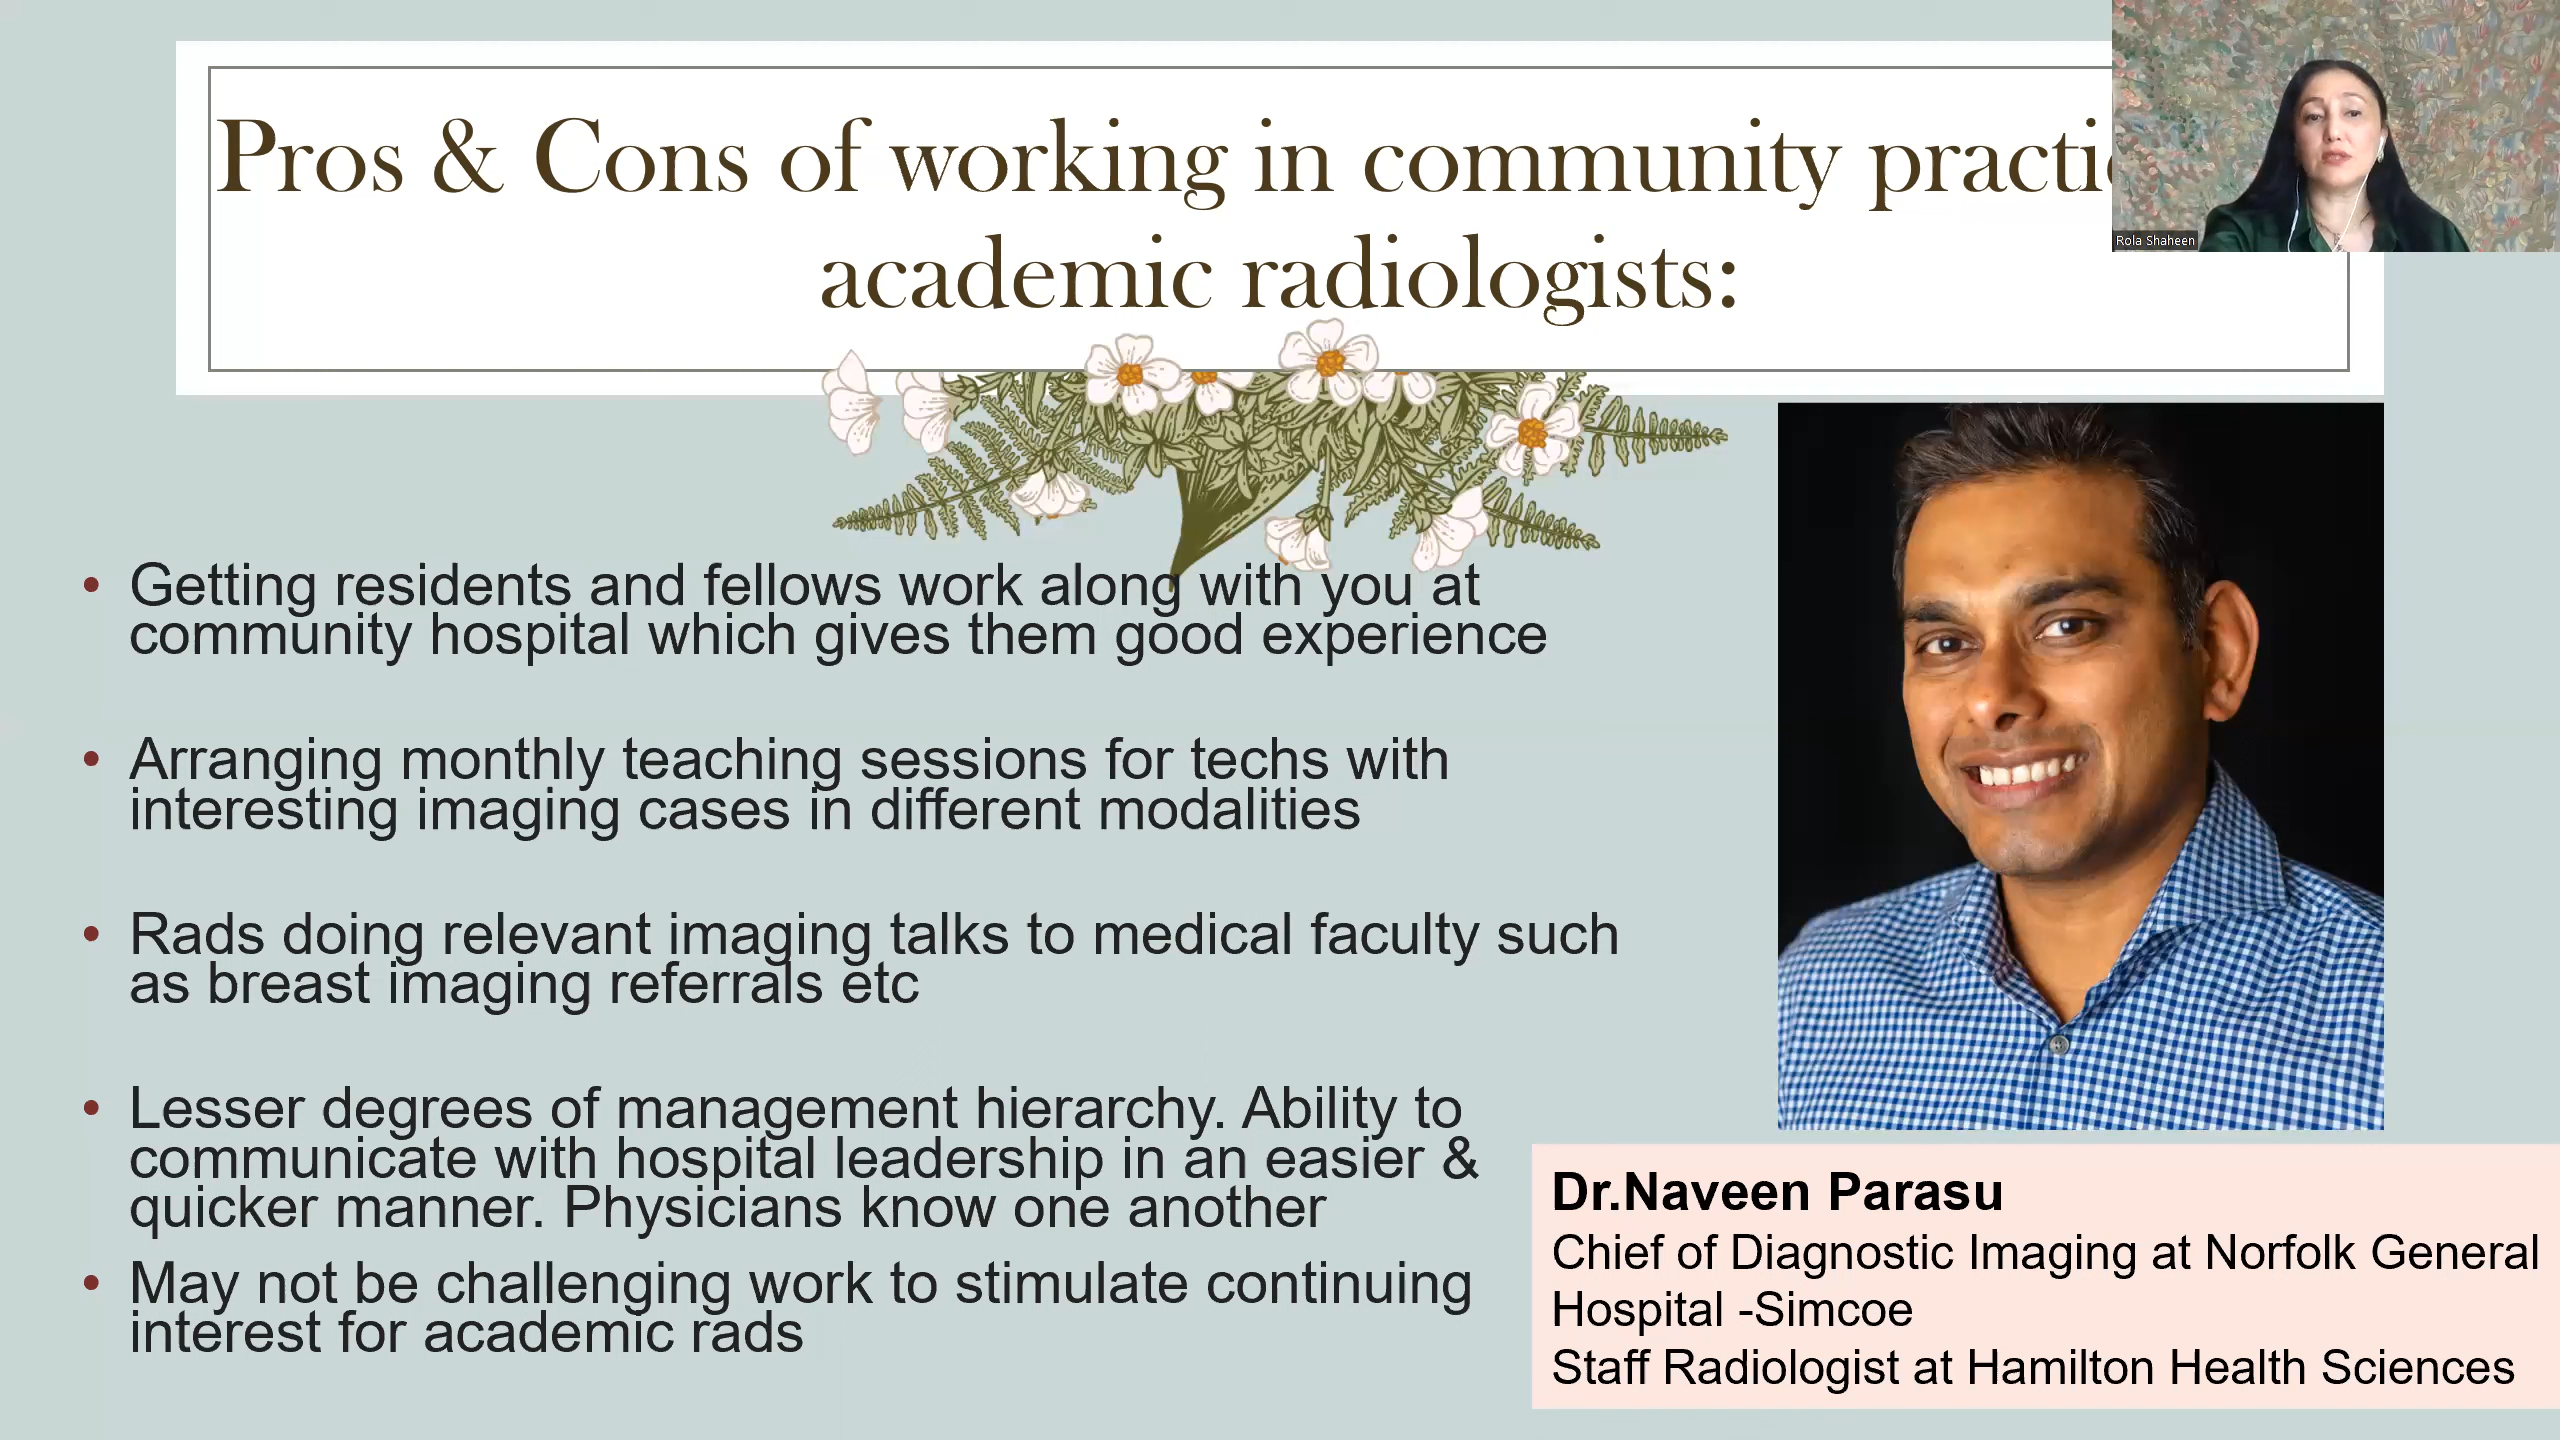 Pros & Cons of working in community
academic radiologists:
Rola Shaheen
• Getting residents and fellows work along with you at
community hospital which gives them good experience
• Arranging monthly teaching sessions for techs with
interesting imaging cases in different modalities
• Rads doing relevant imaging talks to medical faculty such
as breast imaging referrals etc
• Lesser degrees of management hierarchy. Ability to
communicate with hospital leadership in an easier &
quicker manner. Physicians know one another
• May not be challenging work to stimulate continuing
interest for academic rads
Dr.Naveen Parasu
Chief of Diagnostic Imaging at Norfolk General
Hospital -Simcoe
Staff Radiologist at Hamilton Health Sciences